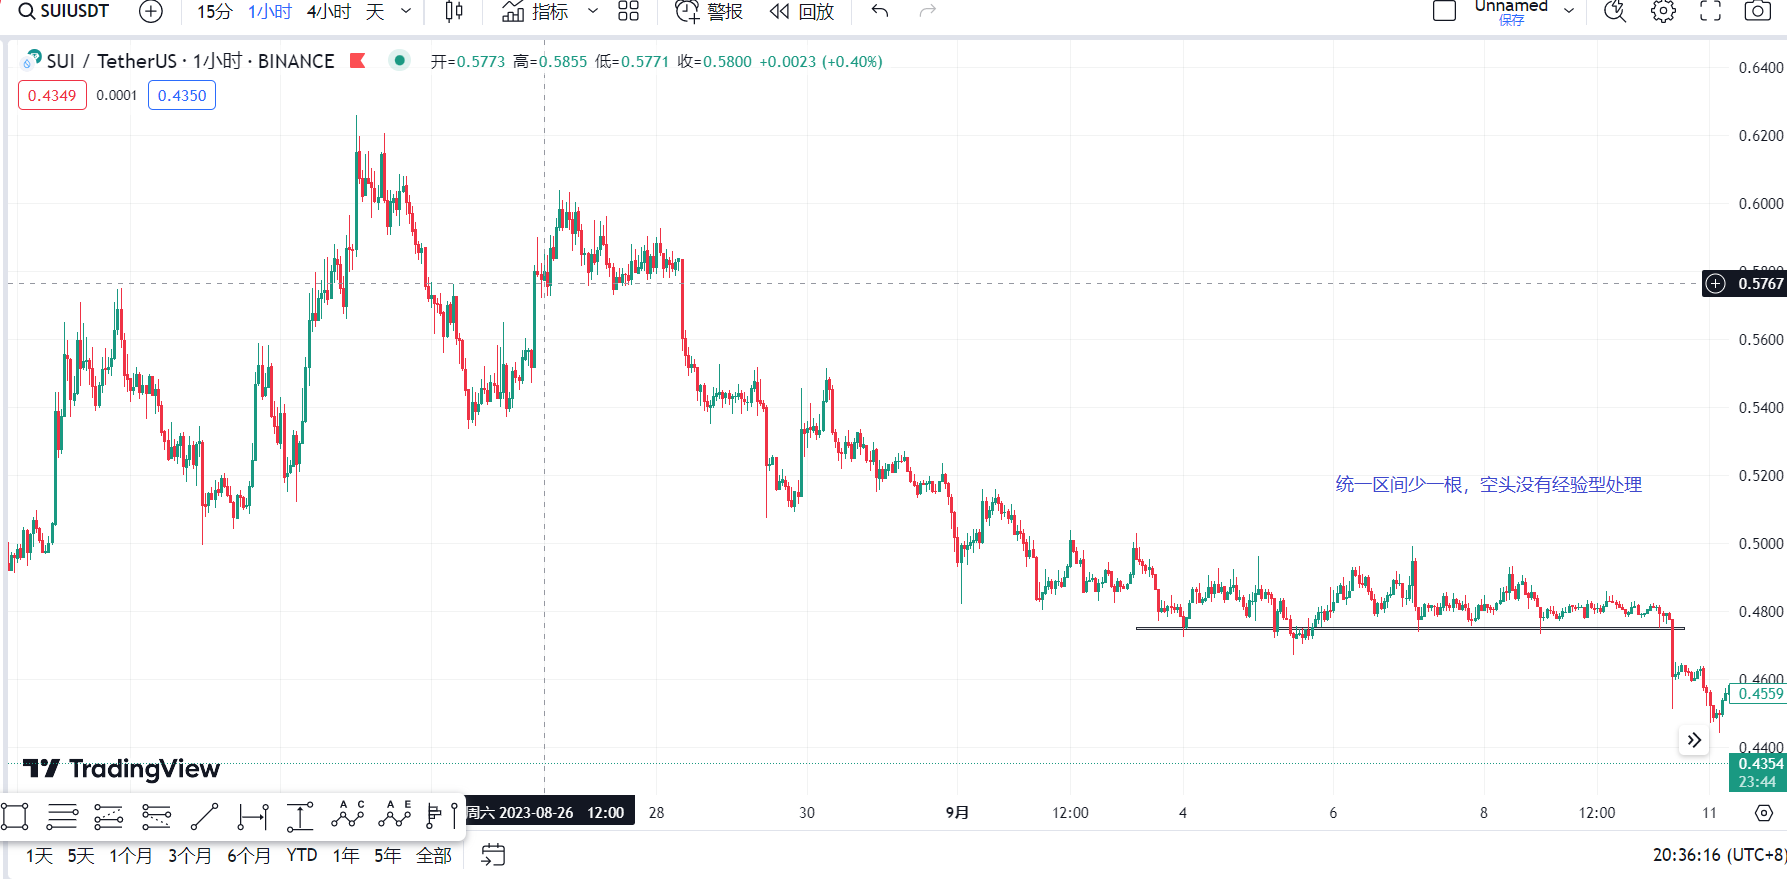 SUIUSDT 15分 1小时 4小时 天 指标 警报 回放 Unnamed
保存
SUI / TetherUS · 1小时 · BINANCE 开=0.5773 高=0.5855 低=0.5771 收=0.5800 +0.0023 (+0.40%)
0.4349 0.0001 0.4350
0.6400
0.6200
0.6000
0.5767
0.5600
0.5400
0.5200
统一区间少一根，空头没有经验型处理
0.5000
0.4800
0.4600
0.4559
0.4400
0.4354
23:44
TradingView
A C A E
周六 2023-08-26 12:00 28 30 9月 12:00 4 6 8 12:00 11
1天 5天 1个月 3个月 6个月 YTD 1年 5年 全部 20:36:16 (UTC+8)